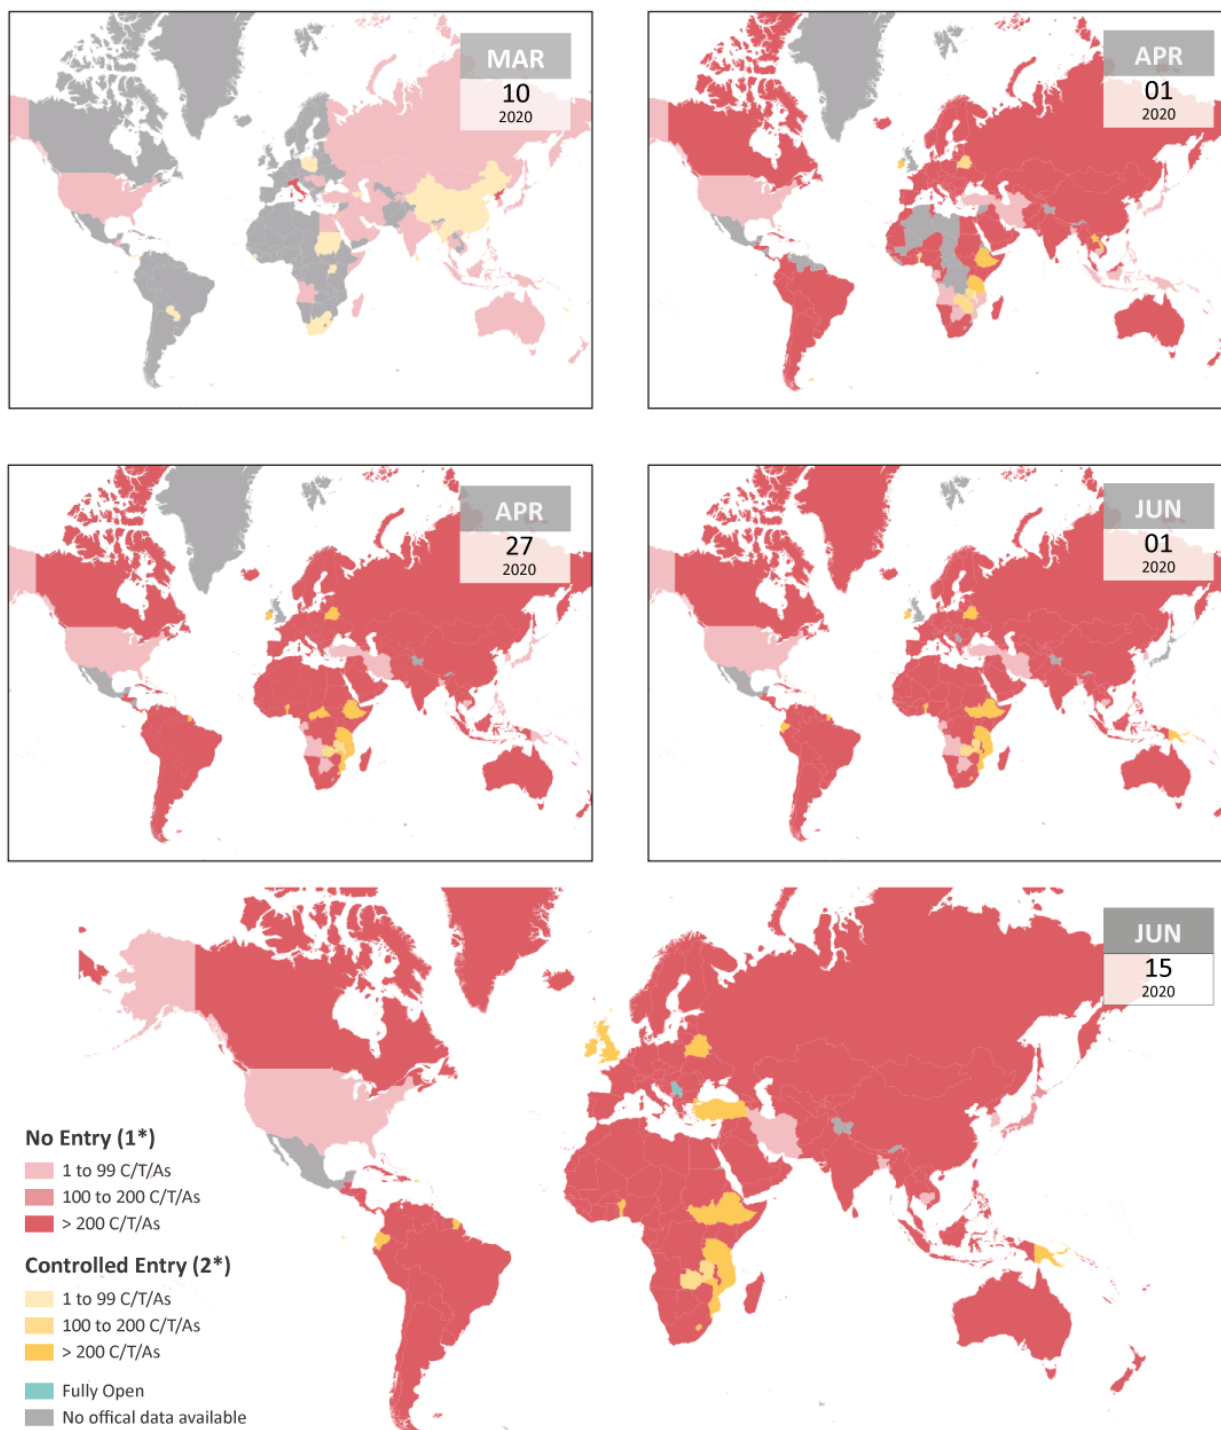 MAR
10
2020
APR
01
2020
APR
27
2020
JUN
01
2020
JUN
15
2020
No Entry (1*)
1 to 99 C/T/As
100 to 200 C/T/As
> 200 C/T/As
Controlled Entry (2*)
1 to 99 C/T/As
100 to 200 C/T/As
> 200 C/T/As
Fully Open
No offical data available